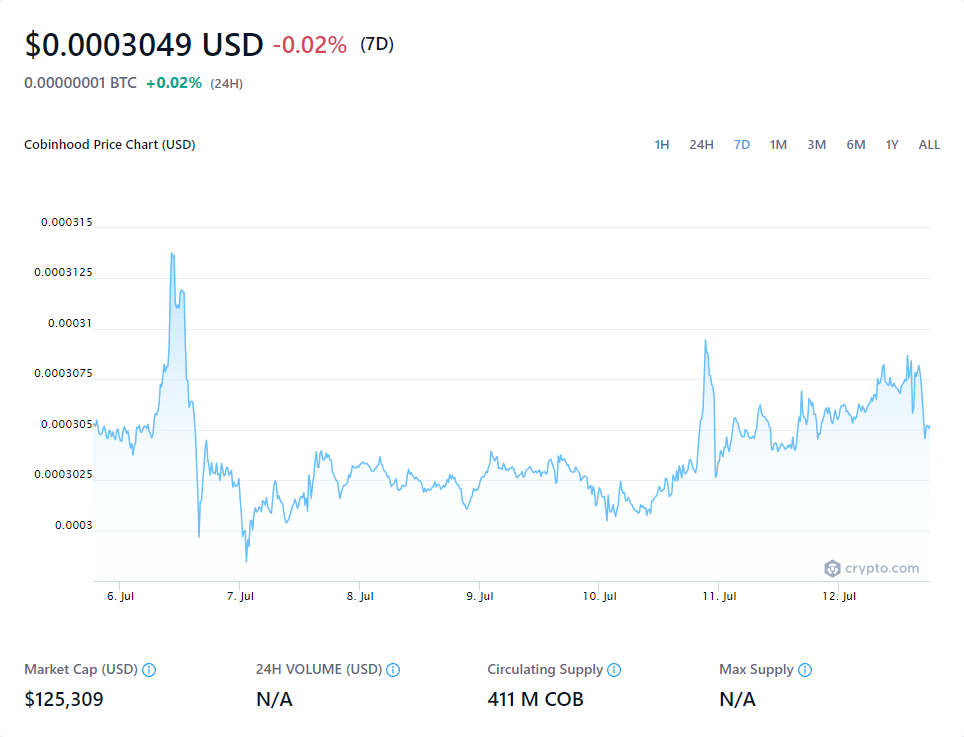 $0.0003049 USD -0.02% (7D)
0.00000001 BTC +0.02% (24H)
Cobinhood Price Chart (USD) 1H 24H 7D 1M 3M 6M 1Y ALL
0.000315
0.0003125
0.00031
0.0003075
0.000305
0.0003025
0.0003
crypto.com
6. Jul 7. Jul 8. Jul 9. Jul 10. Jul 11. Jul 12. Jul
Market Cap (USD) 24H VOLUME (USD) Circulating Supply Max Supply
$125,309 N/A 411 M COB N/A